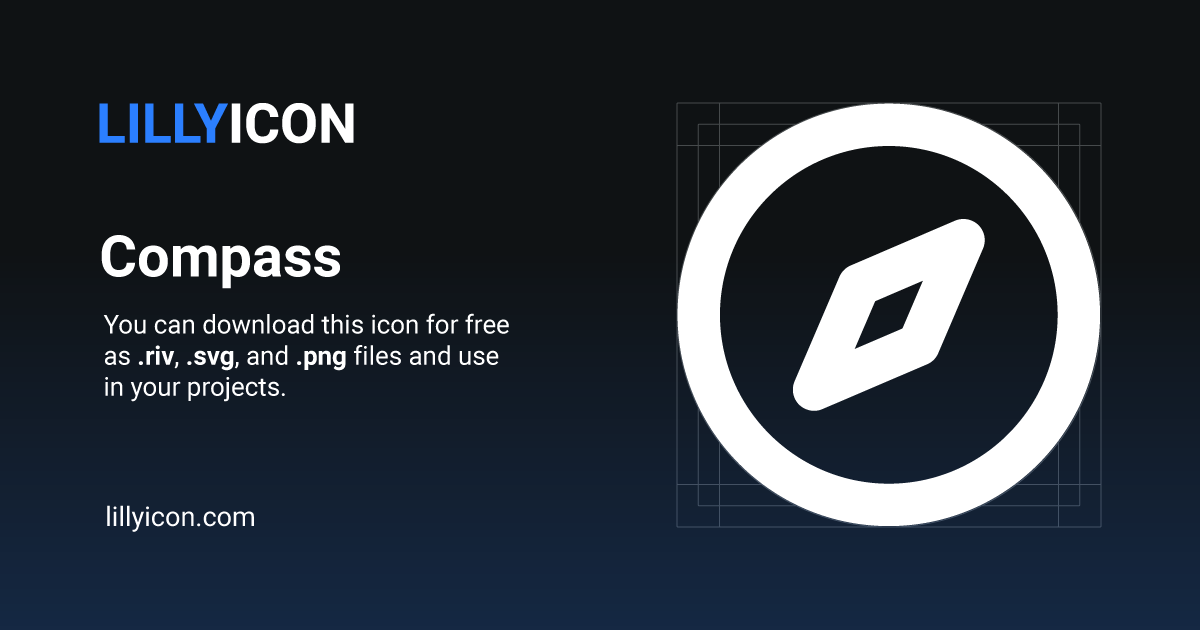 LILLYICON
Compass
You can download this icon for free
as .riv, .svg, and .png files and use
in your projects.
lillyicon.com